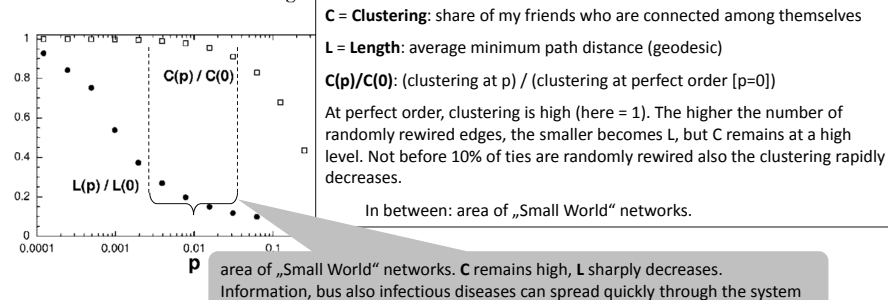 C = Clustering: share of my friends who are connected among themselves
L = Length: average minimum path distance (geodesic)
C(p)/C(0): (clustering at p) / (clustering at perfect order [p=0])
At perfect order, clustering is high (here = 1). The higher the number of
randomly rewired edges, the smaller becomes L, but C remains at a high
level. Not before 10% of ties are randomly rewired also the clustering rapidly
decreases.
In between: area of „Small World“ networks.
1
0.8
0.6
0.4
0.2
0
C(p) / C(0)
L(p) / L(0)
0.0001 0.001 0.01 0.1
p
area of „Small World“ networks. C remains high, L sharply decreases.
Information, bus also infectious diseases can spread quickly through the system